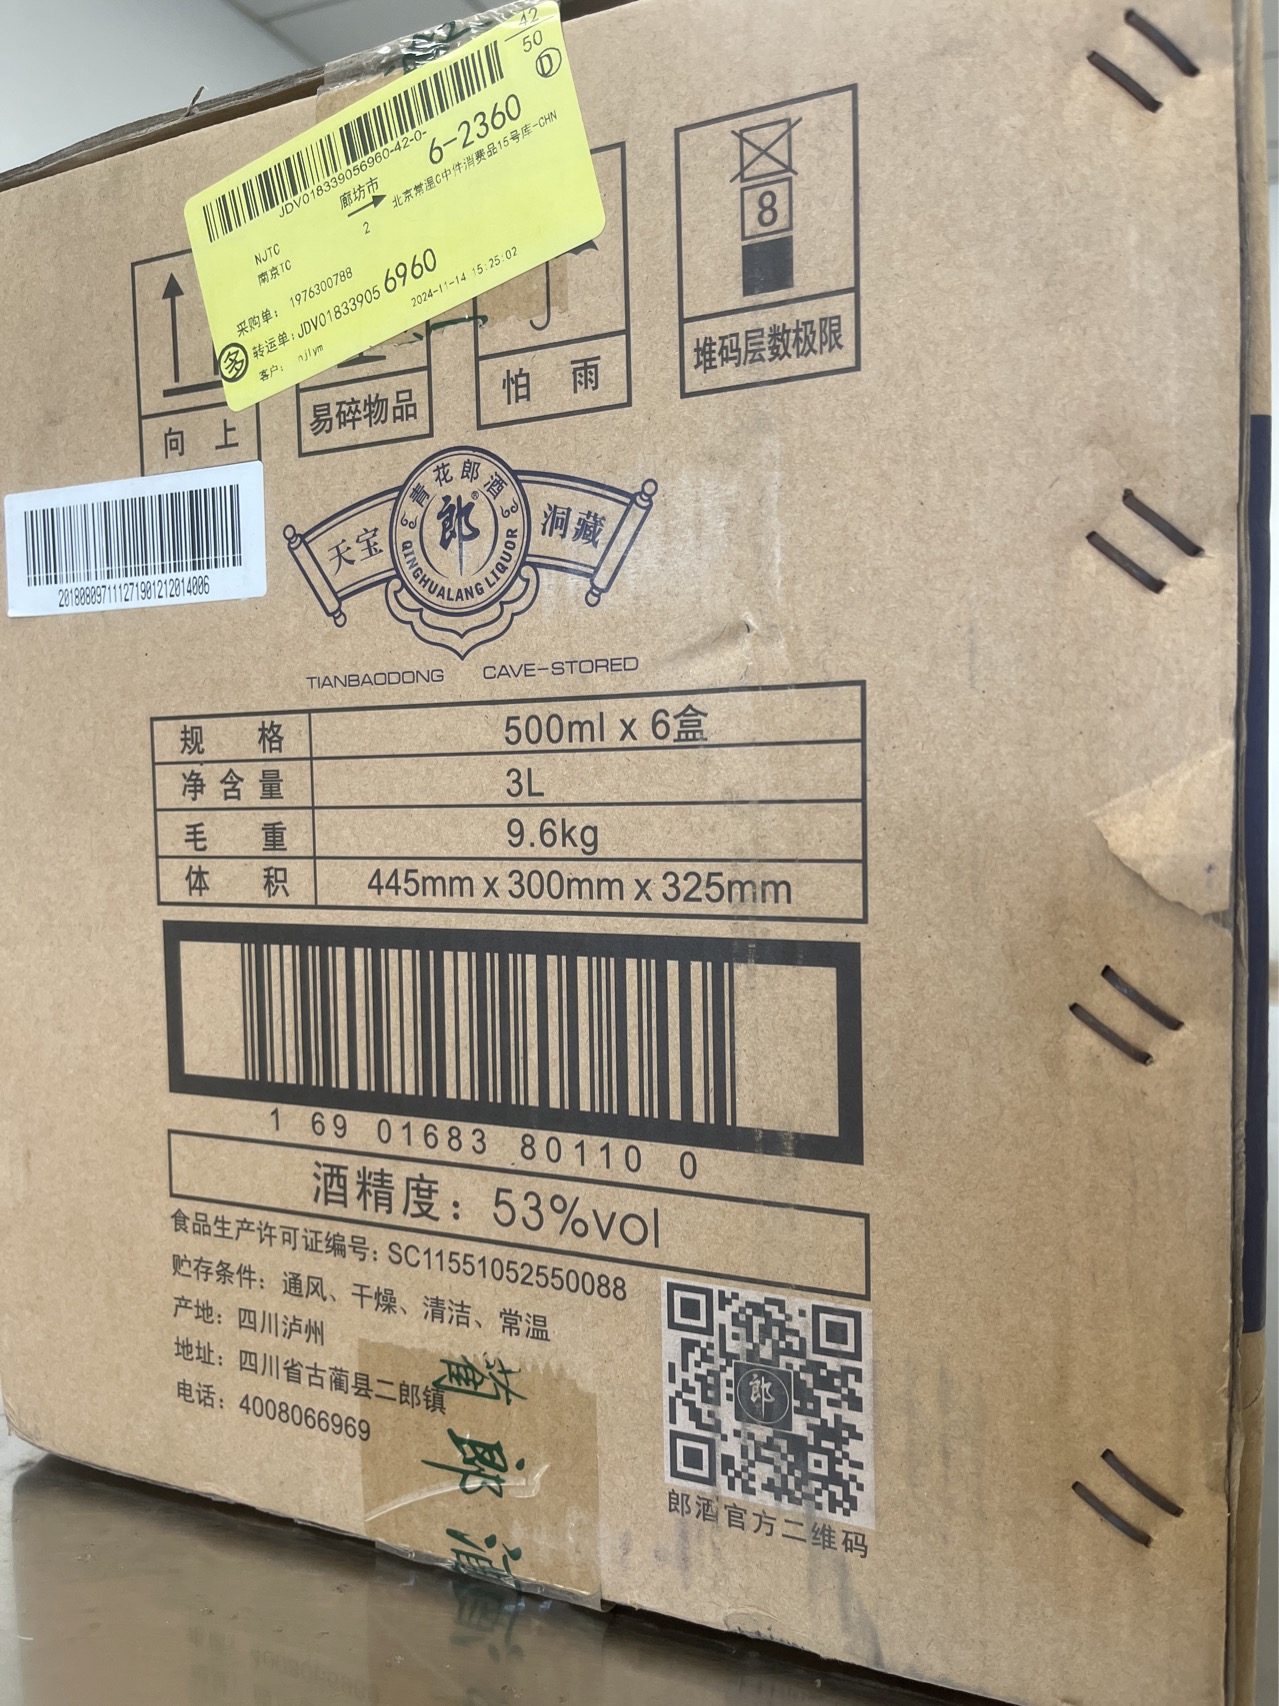 42
50
D
JDV018339056960-42-0-
6-2360
廊坊市
2
北京常温C中件消费品15号库-CHN
NJTC
南京TC
采购单: 1976300788
多
转运单: JDV01833905 6960
客户: njlym
2024-11-14 15:25:02
8
堆码层数极限
怕 雨
易碎物品
向 上
2018080971112719012120140​06
青花郎酒
郎®
天宝
洞藏
QINGHUALANG LIQUOR
TIANBAODONG CAVE-STORED
规 格 500ml x 6盒
净含量 3L
毛 重 9.6kg
体 积 445mm x 300mm x 325mm
1 69 01683 80110 0
酒精度：53%vol
食品生产许可证编号: SC11551052550088
贮存条件：通风、干燥、清洁、常温
产地：四川泸州
地址：四川省古蔺县二郎镇
电话：4008066969
郎
郎酒官方二维码
郎酒